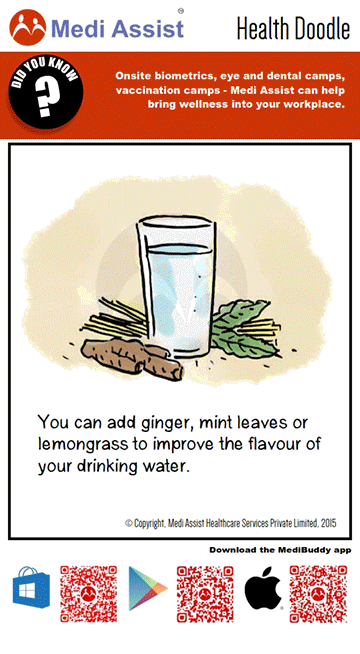 Medi Assist®
Health Doodle
DID YOU KNOW
?
Onsite biometrics, eye and dental camps,
vaccination camps - Medi Assist can help
bring wellness into your workplace.
You can add ginger, mint leaves or
lemongrass to improve the flavour of
your drinking water.
© Copyright, Medi Assist Healthcare Services Private Limited, 2015
Download the MediBuddy app